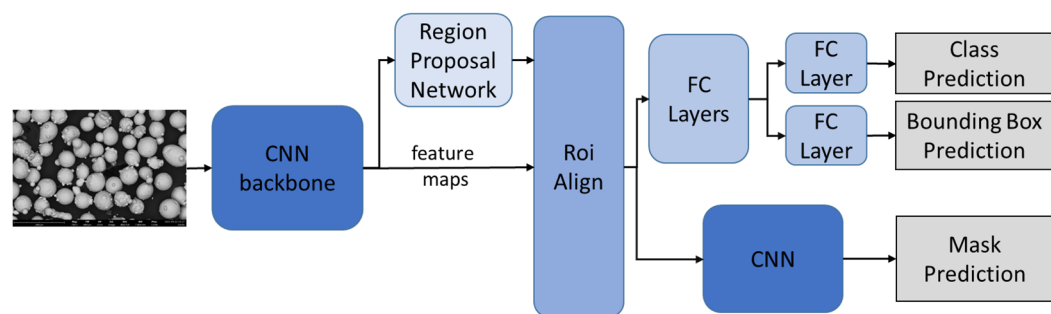 Region
Proposal
Network
CNN
backbone
feature
maps
Roi
Align
FC
Layers
FC
Layer
Class
Prediction
FC
Layer
Bounding Box
Prediction
CNN
Mask
Prediction